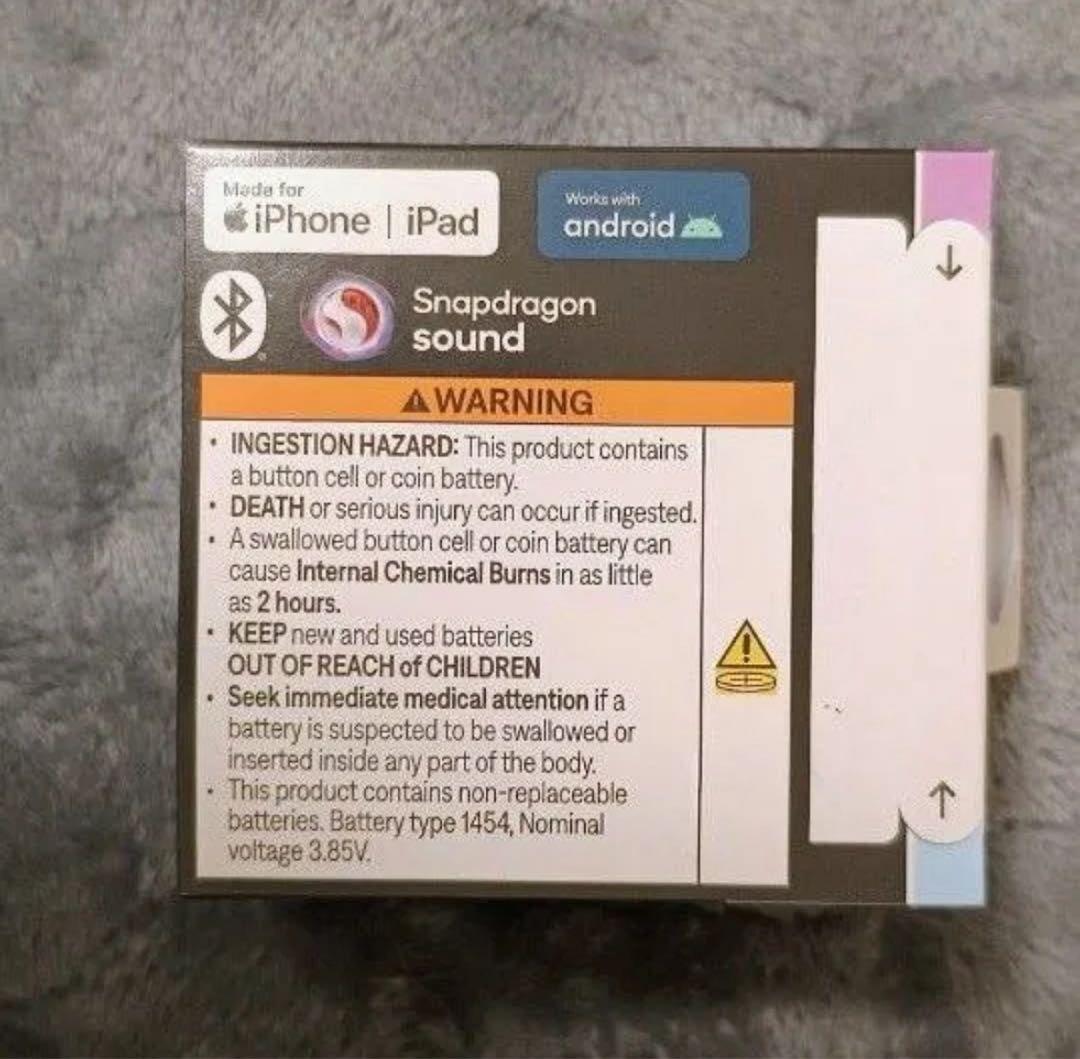 Made for
iPhone | iPad
Works with
android
Snapdragon
sound
WARNING
• INGESTION HAZARD: This product contains
a button cell or coin battery.
• DEATH or serious injury can occur if ingested.
• A swallowed button cell or coin battery can
cause Internal Chemical Burns in as little
as 2 hours.
• KEEP new and used batteries
OUT OF REACH of CHILDREN
• Seek immediate medical attention if a
battery is suspected to be swallowed or
inserted inside any part of the body.
• This product contains non-replaceable
batteries. Battery type 1454, Nominal
voltage 3.85V.